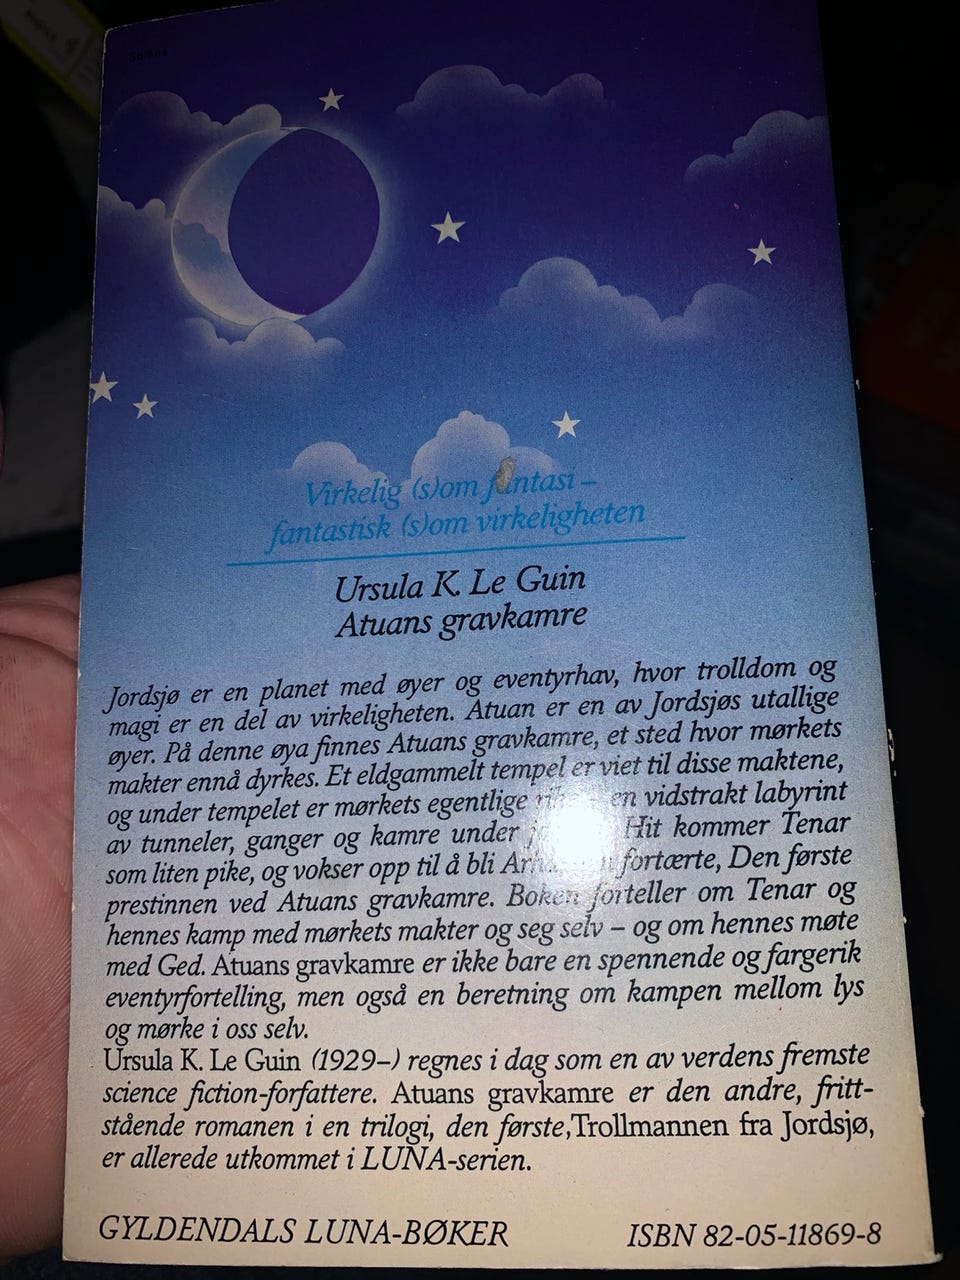 Virkelig (s)om fantasi –
fantastisk (s)om virkeligheten
Ursula K. Le Guin
Atuans gravkamre
Jordsjø er en planet med øyer og eventyrhav, hvor trolldom og
magi er en del av virkeligheten. Atuan er en av Jordsjøs utallige
øyer. På denne øya finnes Atuans gravkamre, et sted hvor mørkets
makter ennå dyrkes. Et eldgammelt tempel er viet til disse maktene,
og under tempelet er mørkets egentlige en vidstrakt labyrint
av tunneler, ganger og kamre under Hit kommer Tenar
som liten pike, og vokser opp til å bli fortærte, Den første
prestinnen ved Atuans gravkamre. Boken forteller om Tenar og
hennes kamp med mørkets makter og seg selv – og om hennes møte
med Ged. Atuans gravkamre er ikke bare en spennende og fargerik
eventyrfortelling, men også en beretning om kampen mellom lys
og mørke i oss selv.
Ursula K. Le Guin (1929–) regnes i dag som en av verdens fremste
science fiction-forfattere. Atuans gravkamre er den andre, fritt-
stående romanen i en trilogi, den første, Trollmannen fra Jordsjø,
er allerede utkommet i LUNA-serien.
GYLDENDALS LUNA-BØKER ISBN 82-05-11869-8